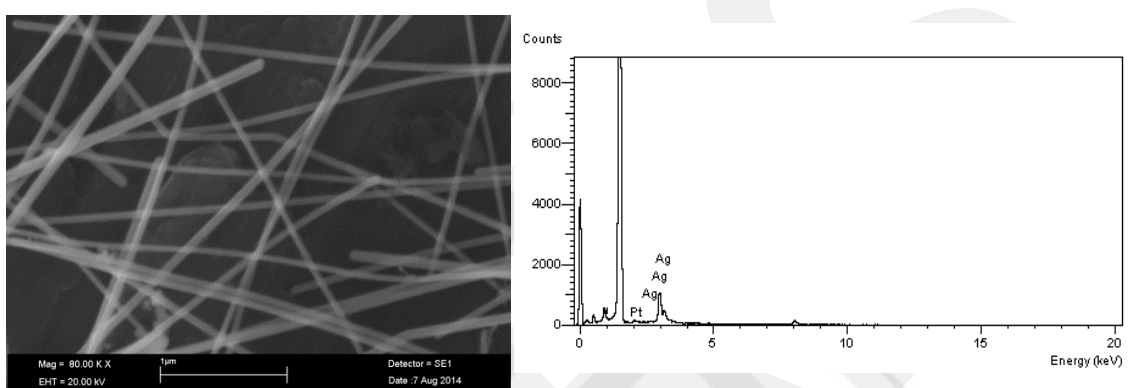 Mag = 80.00 K X
1µm
Detector = SE1
EHT = 20.00 kV
Date :7 Aug 2014
Counts
8000
6000
4000
2000
0
Ag
Ag
Ag
Pt
0 5 10 15 20
Energy (keV)